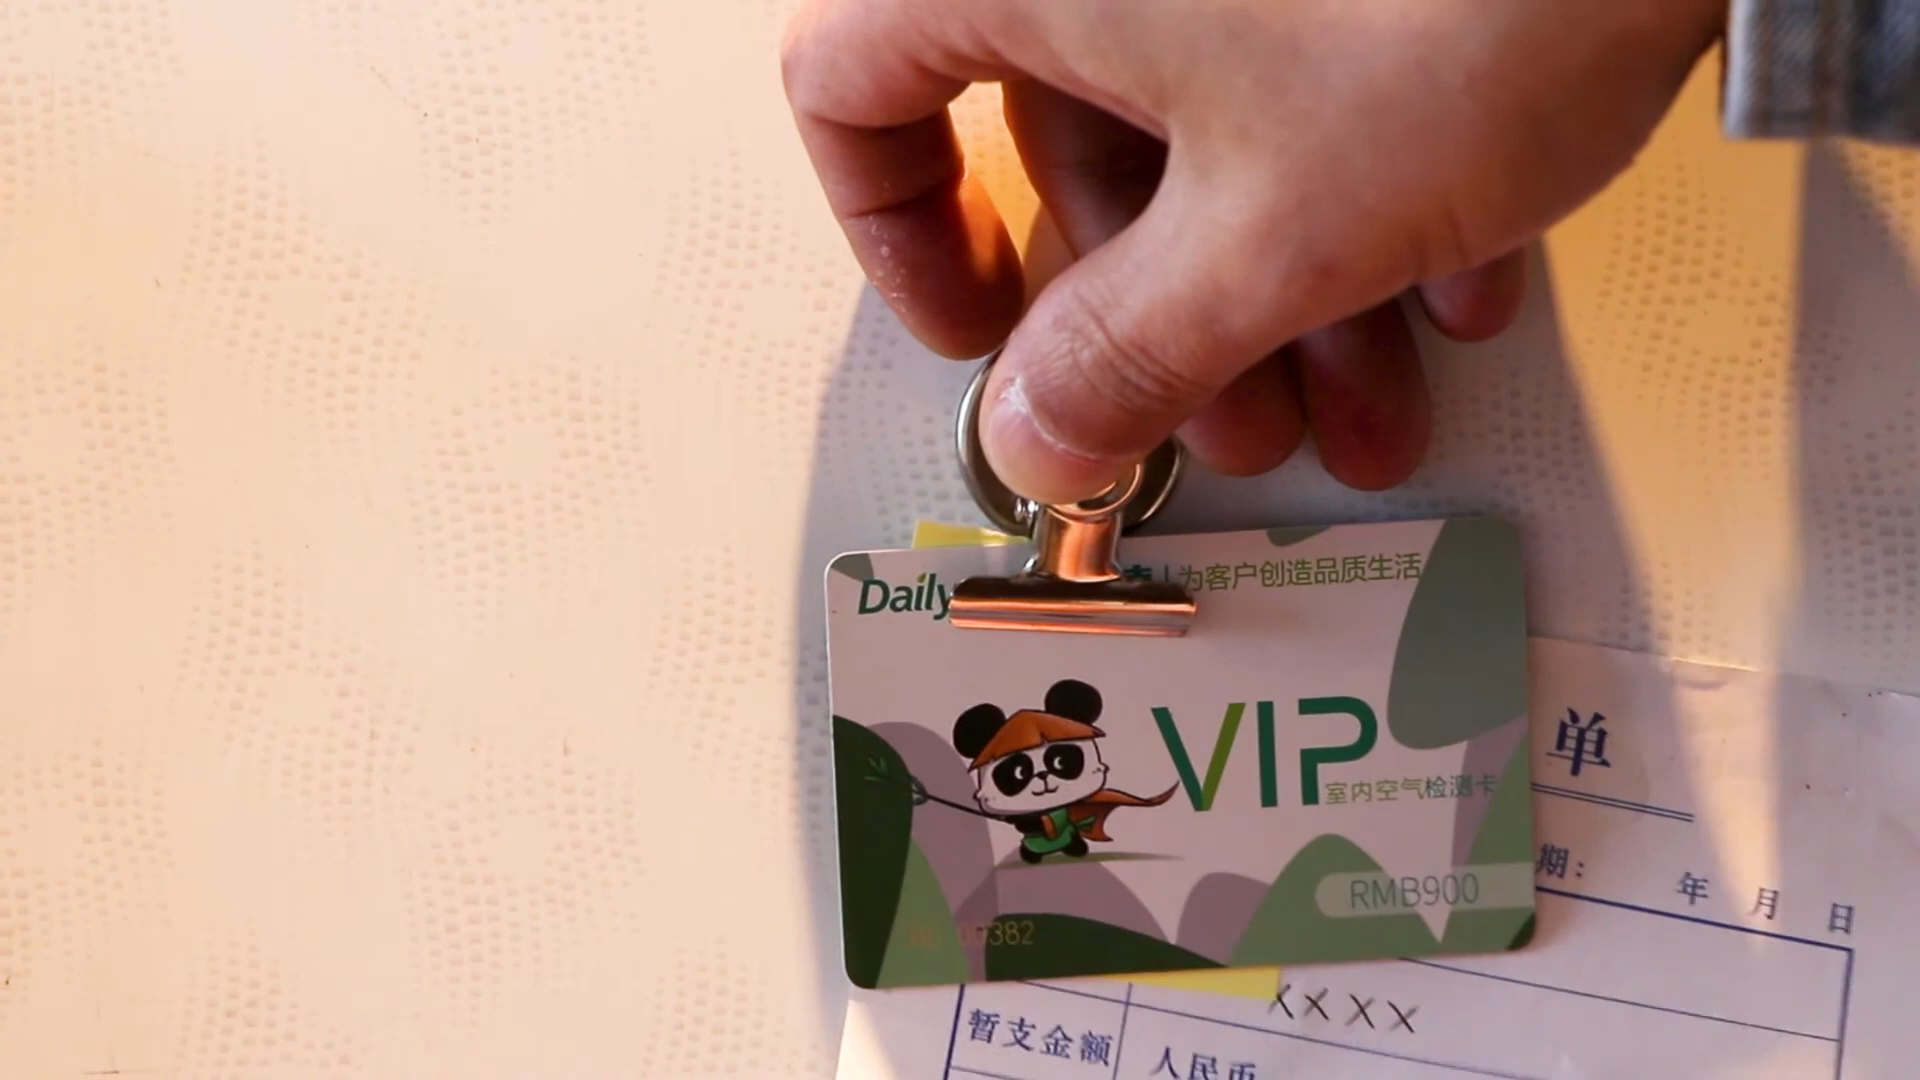 Daily
为客户创造品质生活
VIP
室内空气检测卡
RMB900
单
期: 年 月 日
XXXX
暂支金额
人民币